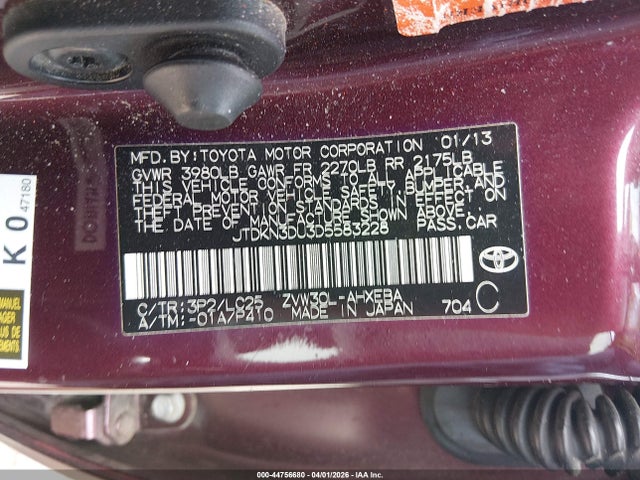 MFD. BY: TOYOTA MOTOR CORPORATION 01/13
GVWR 3980LB GAWR FR 2270LB RR 2175LB
THIS VEHICLE CONFORMS TO ALL APPLICABLE
FEDERAL MOTOR VEHICLE SAFETY, BUMPER, AND
THEFT PREVENTION STANDARDS IN EFFECT ON
THE DATE OF MANUFACTURE SHOWN ABOVE.
JTDKN3DU3D5583228 PASS. CAR
C/TR: 3P2/LC25 ZVW30L-AHXEBA
A/TM: -01A/P410 MADE IN JAPAN 704 C
K 0 47180
TOYOTA
000-44756680 - 04/01/2026 - IAA Inc.